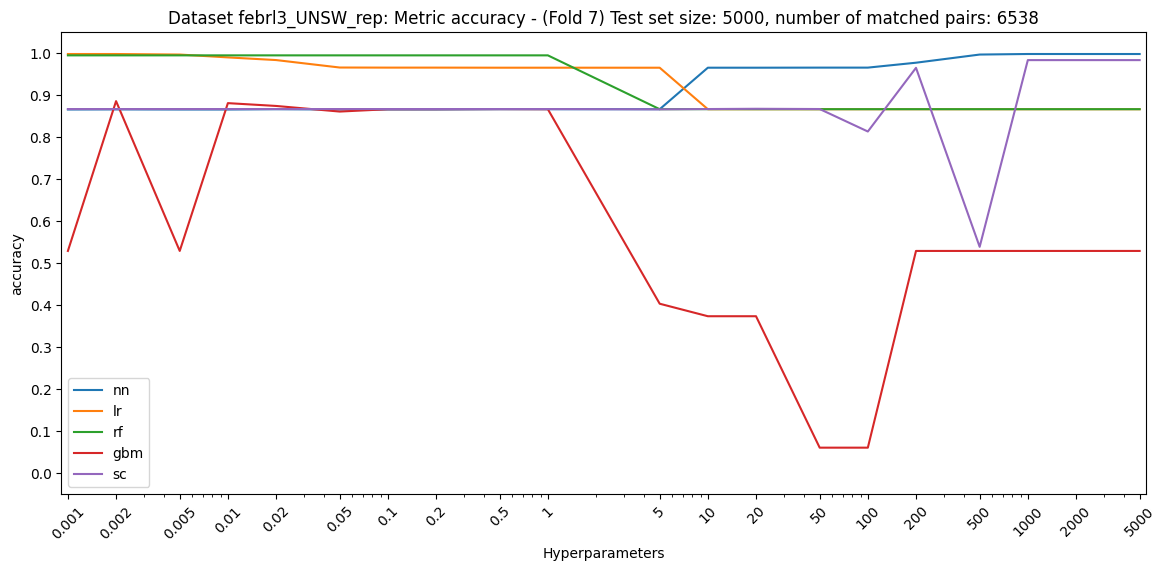 Dataset febrl3_UNSW_rep: Metric accuracy - (Fold 7) Test set size: 5000, number of matched pairs: 6538
accuracy
1.0
0.9
0.8
0.7
0.6
0.5
0.4
0.3
0.2
0.1
0.0
nn
lr
rf
gbm
sc
0.001 0.002 0.005 0.01 0.02 0.05 0.1 0.2 0.5 1 5 10 20 50 100 200 500 1000 2000 5000
Hyperparameters